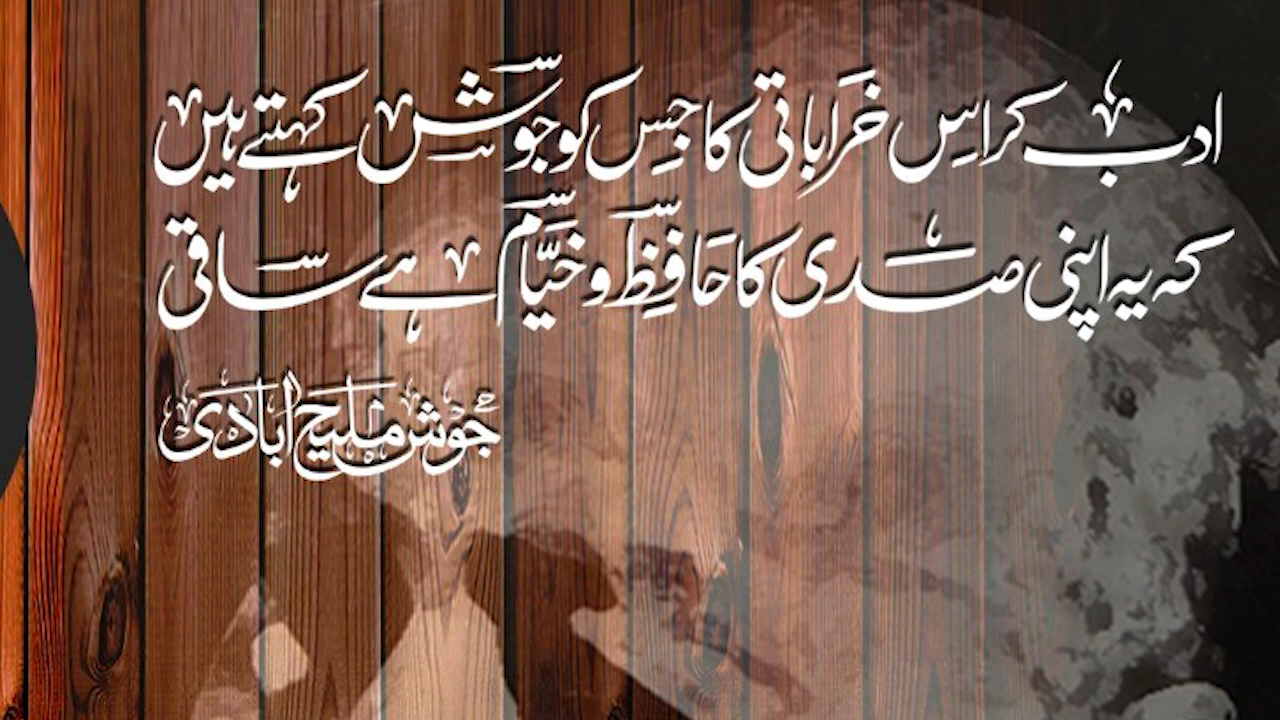 ادب کر اس خراباتی کا جس کو جوش کہتے ہیں
کہ یہ اپنی صدی کا حافظ و خیام ہے ساقی
جوش ملیح آبادی